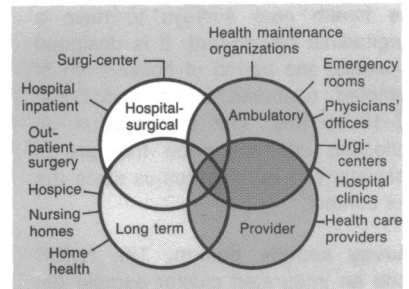 Health maintenance
organizations
Surgi-center
Emergency
rooms
Hospital
inpatient
Hospital-
surgical
Ambulatory
Physicians'
offices
Out-
patient
surgery
Urgi-
centers
Hospice
Hospital
clinics
Nursing
homes
Long term
Provider
Health care
providers
Home
health